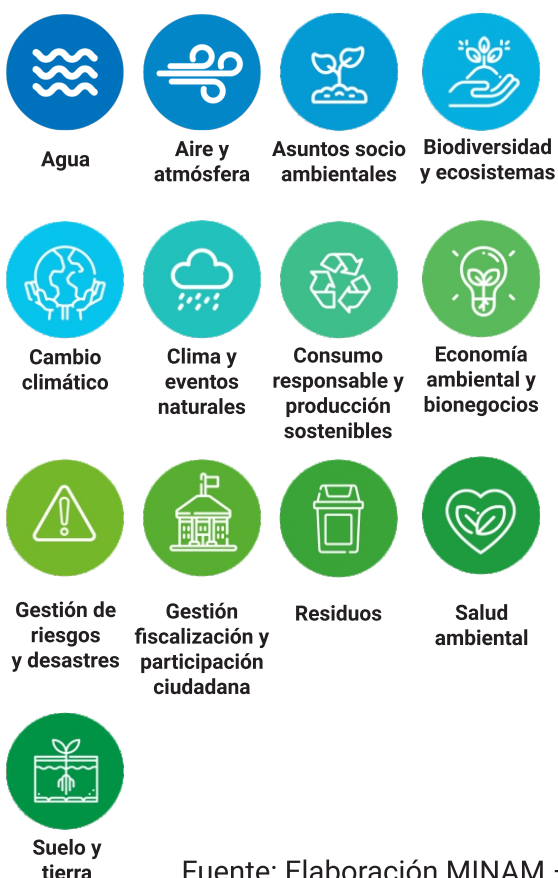 Agua
Aire y
atmósfera
Asuntos socio
ambientales
Biodiversidad
y ecosistemas
Cambio
climático
Clima y
eventos
naturales
Consumo
responsable y
producción
sostenibles
Economía
ambiental y
bionegocios
Gestión de
riesgos
y desastres
Gestión
fiscalización y
participación
ciudadana
Residuos
Salud
ambiental
Suelo y
tierra
Fuente: Elaboración MINAM -